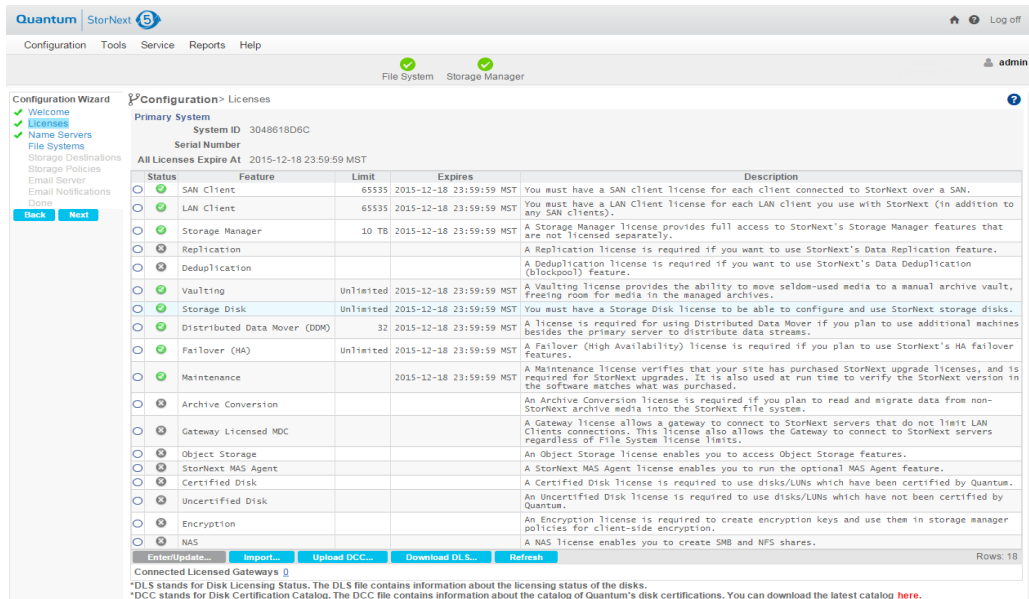 Quantum StorNext 5 Log off
Configuration Tools Service Reports Help
File System Storage Manager
admin
Configuration Wizard
Welcome
Licenses
Name Servers
File Systems
Storage Destinations
Storage Policies
Email Server
Email Notifications
Done
Back Next
Configuration> Licenses
Primary System
System ID 3048618D6C
Serial Number
All Licenses Expire At 2015-12-18 23:59:59 MST
Status Feature Limit Expires Description
SAN Client 65535 2015-12-18 23:59:59 MST You must have a SAN client license for each client connected to StorNext over a SAN.
LAN Client 65535 2015-12-18 23:59:59 MST You must have a LAN Client license for each LAN client you use with StorNext (in addition to
any SAN clients).
Storage Manager 10 TB 2015-12-18 23:59:59 MST A Storage Manager license provides full access to StorNext's Storage Manager features that
are not licensed separately.
Replication A Replication license is required if you want to use StorNext's Data Replication feature.
Deduplication A Deduplication license is required if you want to use StorNext's Data Deduplication
(blockpool) feature.
Vaulting Unlimited 2015-12-18 23:59:59 MST A Vaulting license provides the ability to move seldom-used media to a manual archive vault,
freeing room for media in the managed archives.
Storage Disk Unlimited 2015-12-18 23:59:59 MST You must have a Storage Disk license to be able to configure and use StorNext storage disks.
Distributed Data Mover (DDM) 32 2015-12-18 23:59:59 MST A license is required for using Distributed Data Mover if you plan to use additional machines
besides the primary server to distribute data streams.
Failover (HA) Unlimited 2015-12-18 23:59:59 MST A Failover (High Availability) license is required if you plan to use StorNext's HA failover
features.
Maintenance 2015-12-18 23:59:59 MST A Maintenance license verifies that your site has purchased StorNext upgrade licenses, and is
required for StorNext upgrades. It is also used at run time to verify the StorNext version in
the software matches what was purchased.
Archive Conversion An Archive Conversion license is required if you plan to read and migrate data from non-
StorNext archive media into the StorNext file system.
Gateway Licensed MDC A Gateway license allows a gateway to connect to StorNext servers that do not limit LAN
Clients connections. This license also allows the Gateway to connect to StorNext servers
regardless of File System license limits.
Object Storage An Object Storage license enables you to access Object Storage features.
StorNext MAS Agent A StorNext MAS Agent license enables you to run the optional MAS Agent feature.
Certified Disk A Certified Disk license is required to use disks/LUNs which have been certified by Quantum.
Uncertified Disk An Uncertified Disk license is required to use disks/LUNs which have not been certified by
Quantum.
Encryption An Encryption license is required to create encryption keys and use them in storage manager
policies for client-side encryption.
NAS A NAS license enables you to create SMB and NFS shares.
Enter/Update... Import... Upload DCC... Download DLS... Refresh Rows: 18
Connected Licensed Gateways 0
*DLS stands for Disk Licensing Status. The DLS file contains information about the licensing status of the disks.
*DCC stands for Disk Certification Catalog. The DCC file contains information about the catalog of Quantum's disk certifications. You can download the latest catalog here.